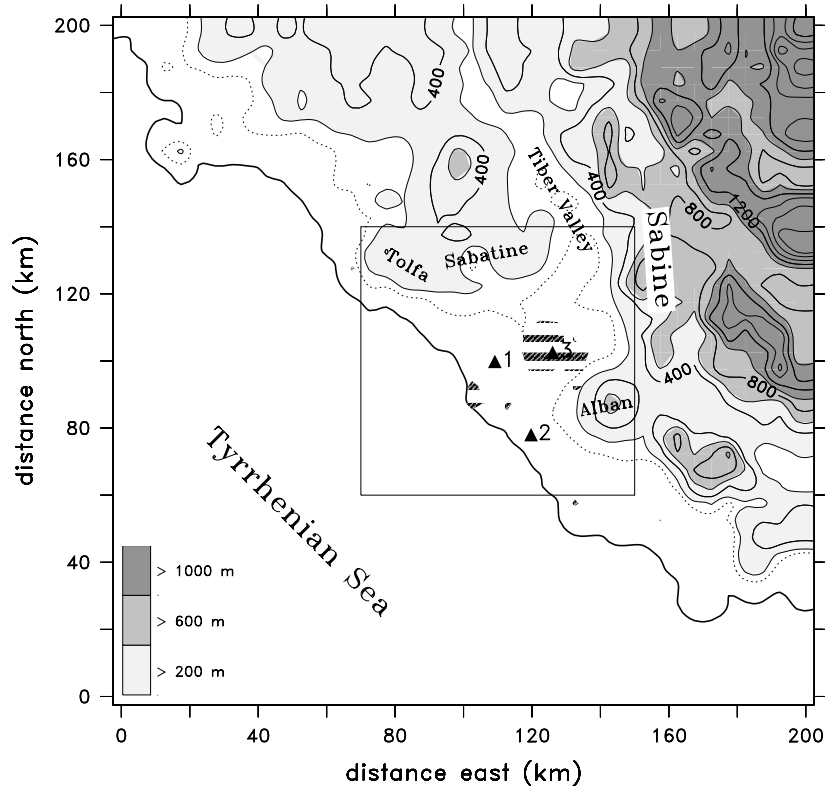 200
160
120
80
40
0
distance north (km)
400
400
400
800
1200
Tiber Valley
Sabine
Tolfa
Sabatine
1
3
400
800
Alban
2
Tyrrhenian Sea
> 1000 m
> 600 m
> 200 m
0 40 80 120 160 200
distance east (km)